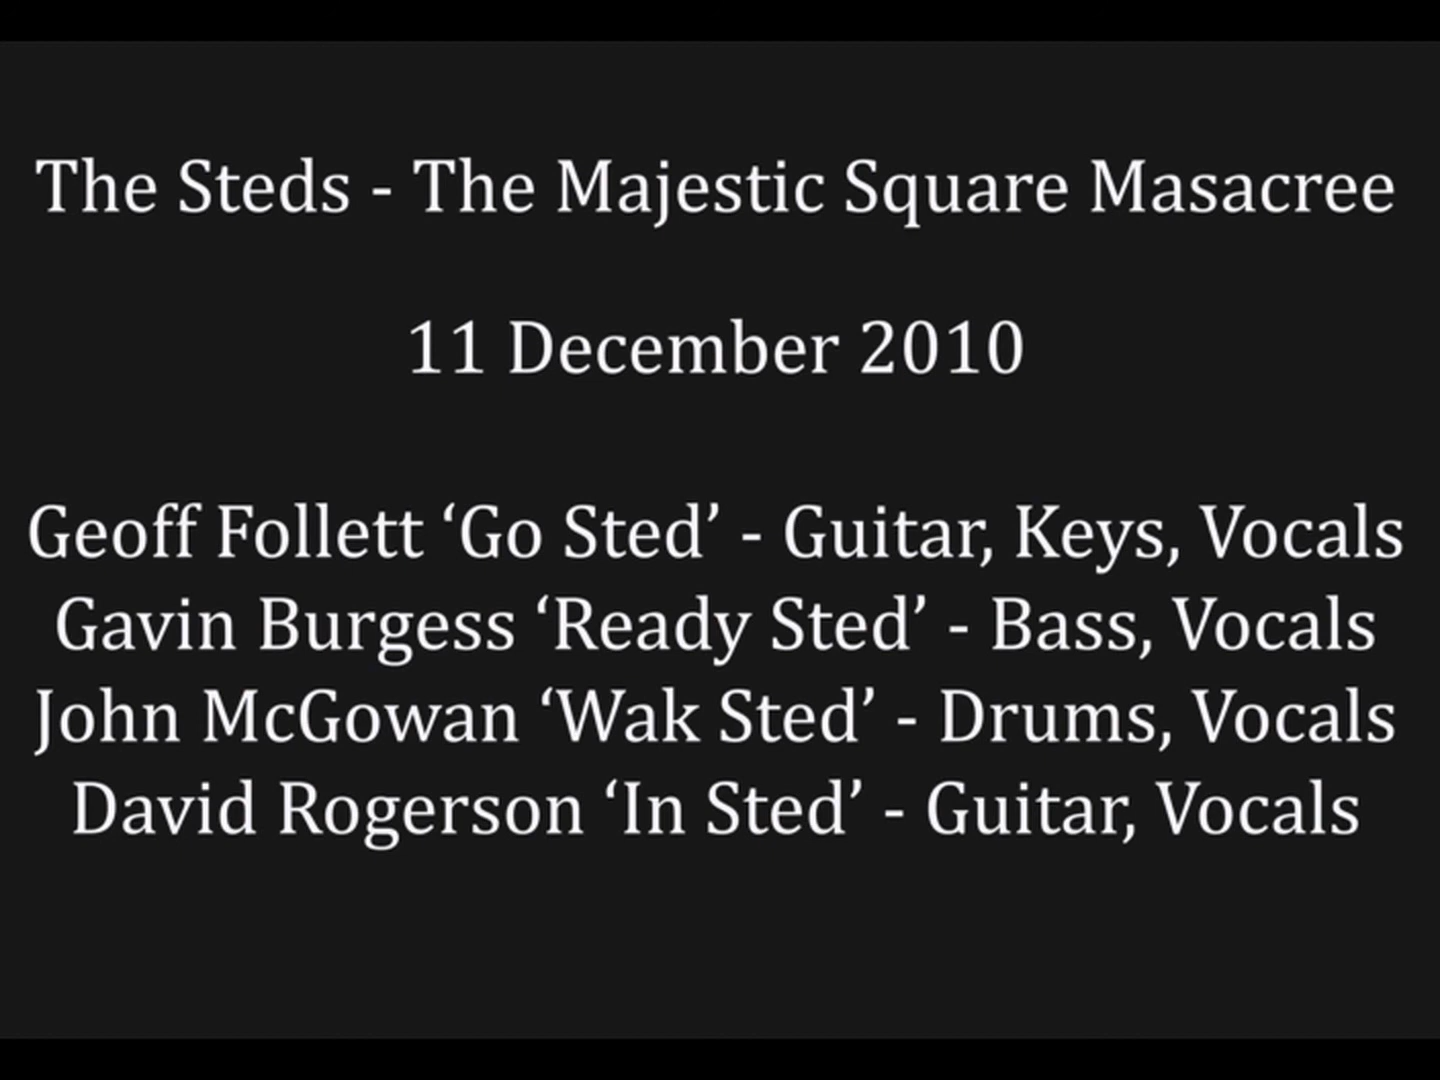 The Steds - The Majestic Square Masacree
11 December 2010
Geoff Follett ‘Go Sted’ - Guitar, Keys, Vocals
Gavin Burgess ‘Ready Sted’ - Bass, Vocals
John McGowan ‘Wak Sted’ - Drums, Vocals
David Rogerson ‘In Sted’ - Guitar, Vocals